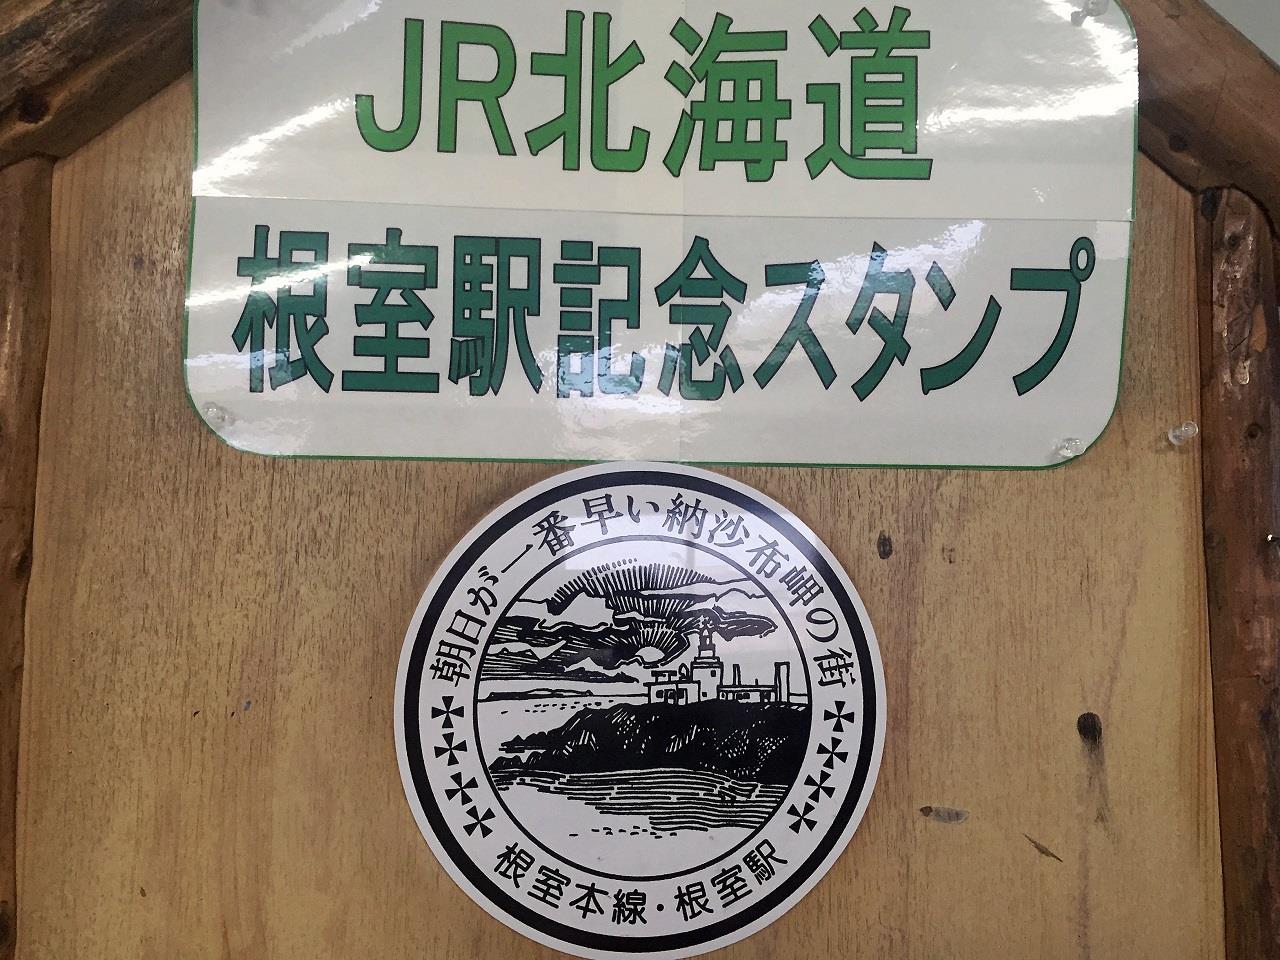 JR北海道
根室駅記念スタンプ
朝日が一番早い納沙布岬の街
根室本線・根室駅